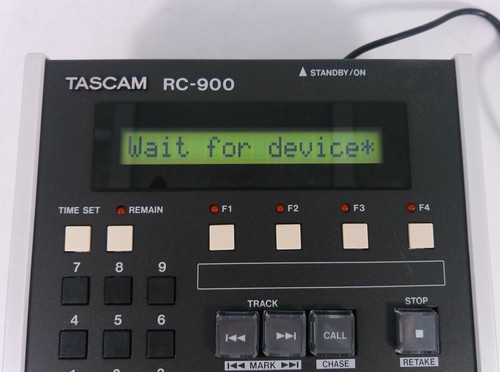 TASCAM RC-900
STANDBY/ON
Wait for device*
TIME SET REMAIN F1 F2 F3 F4
7 8 9
TRACK STOP
4 5 6
CALL
MARK CHASE RETAKE